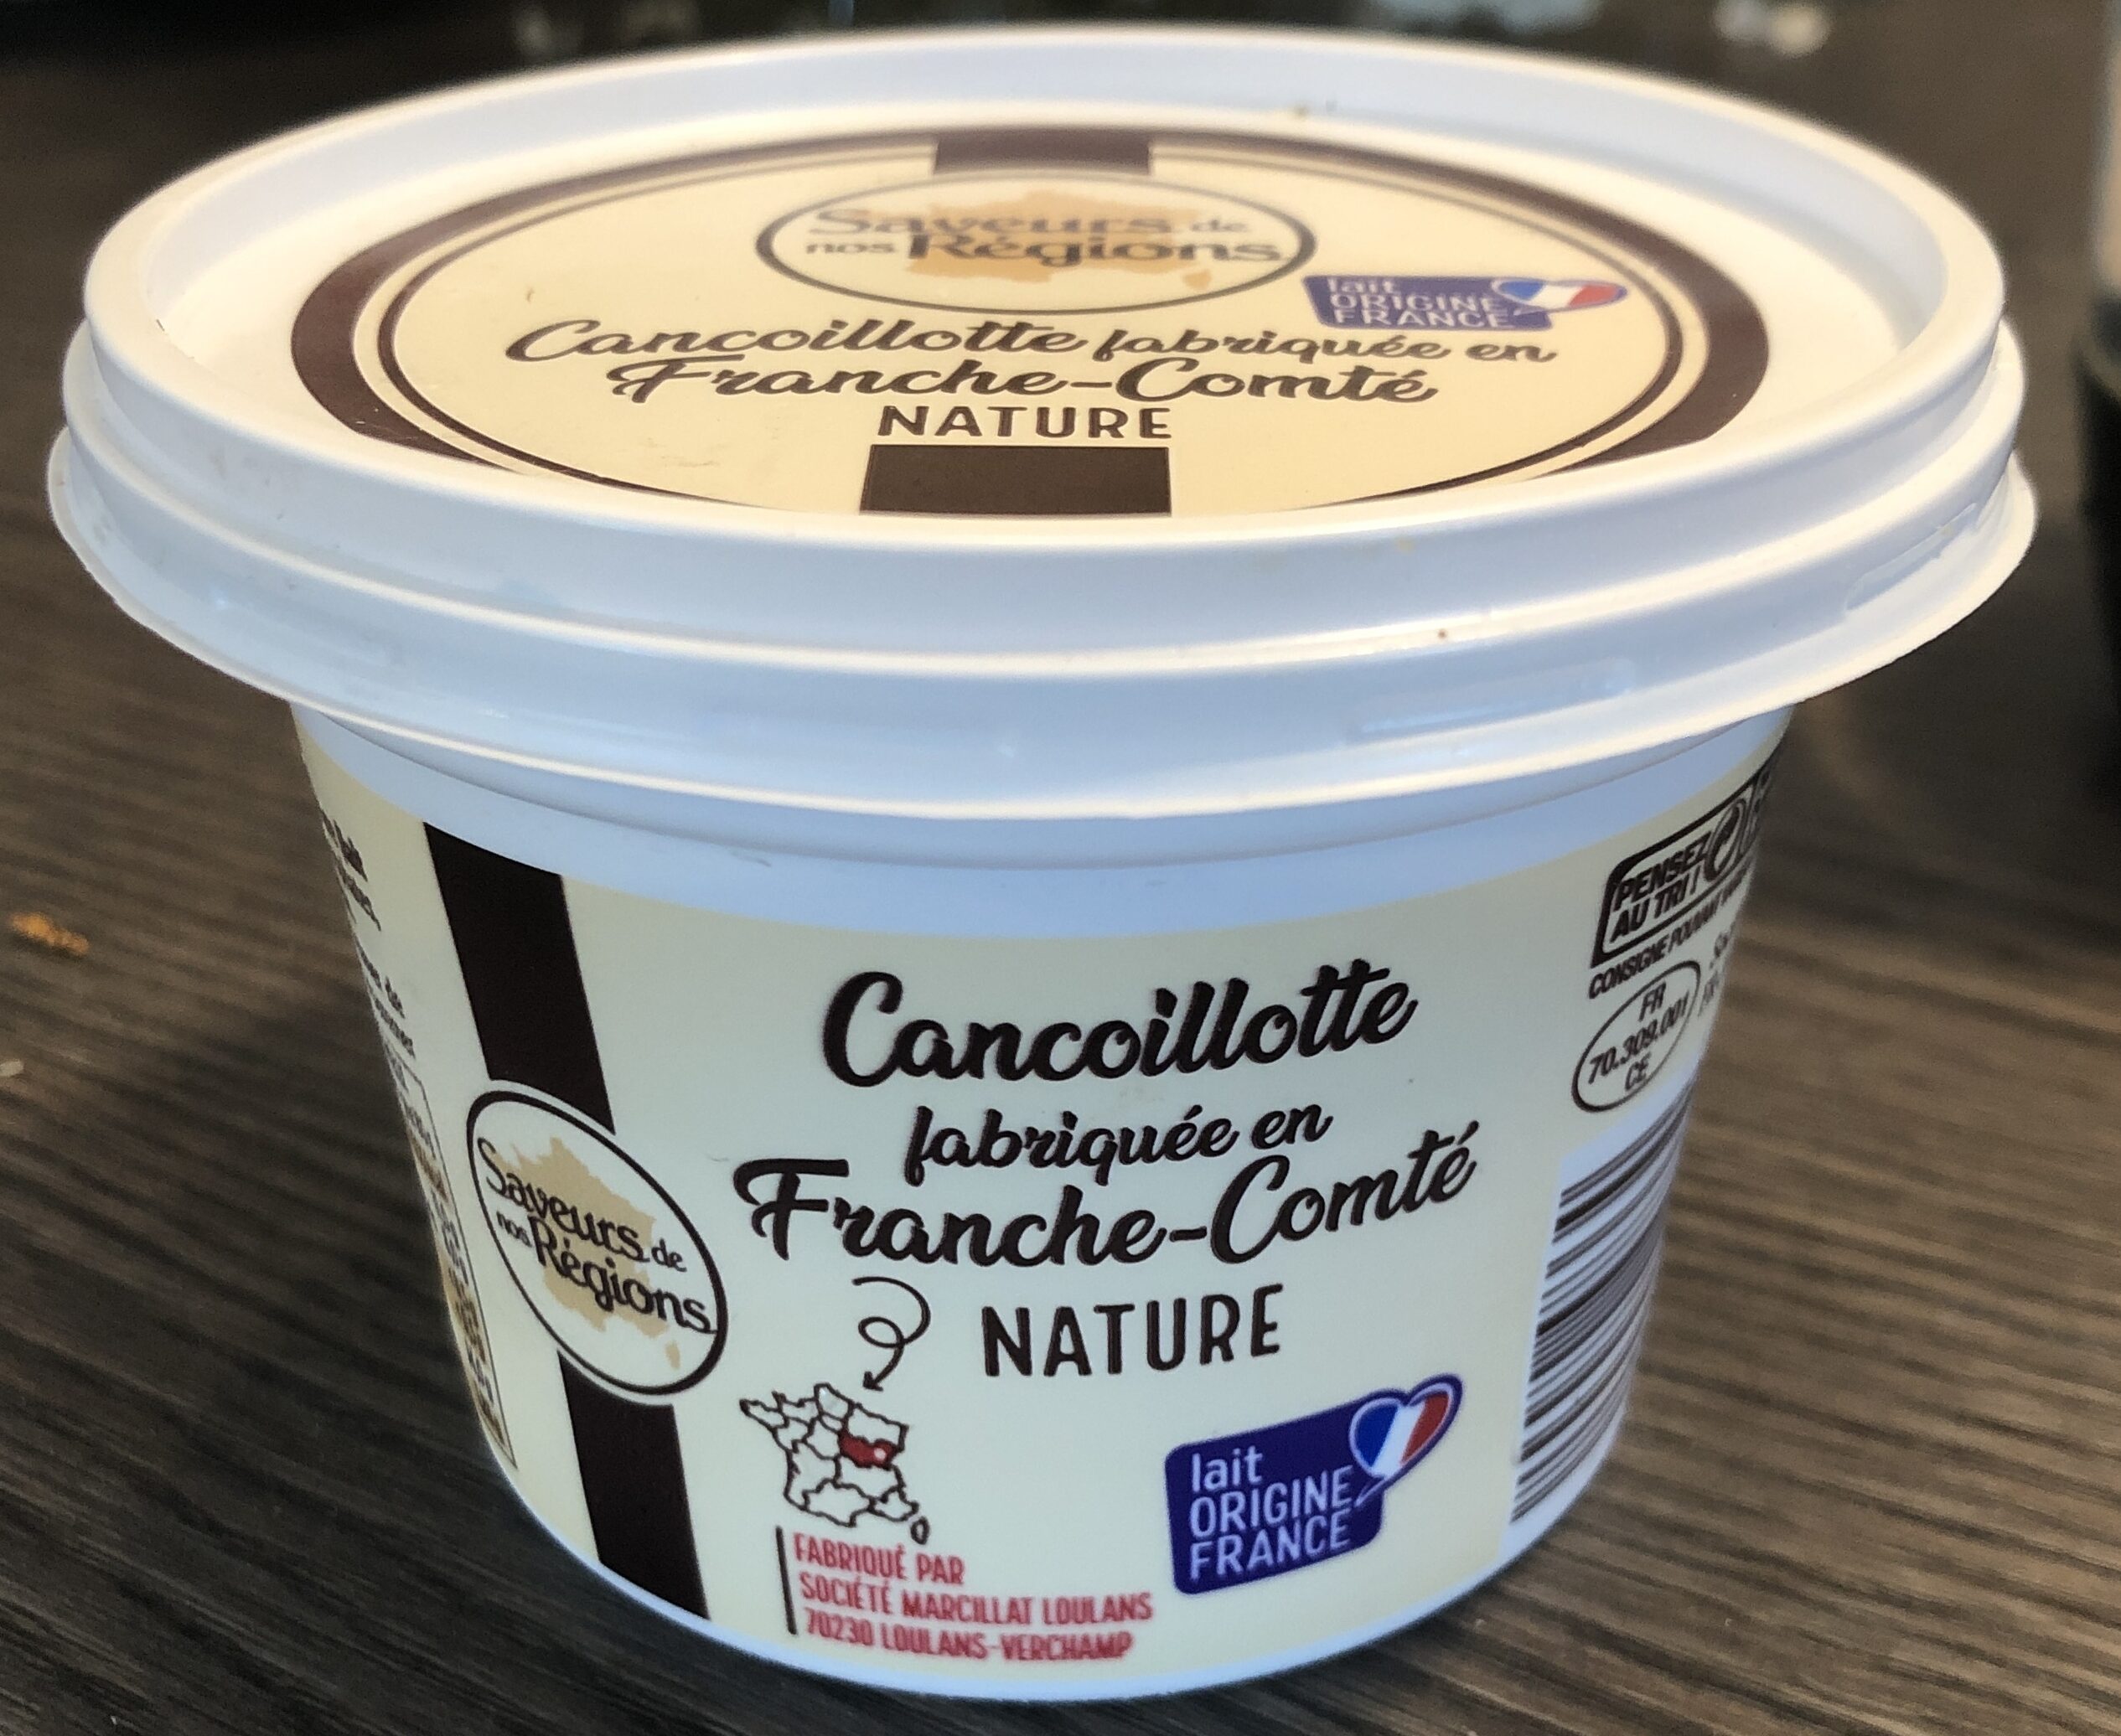 Saveurs de
nos Régions
lait
ORIGINE
FRANCE
Cancoillotte fabriquée en
Franche-Comté
NATURE
Cancoillotte
fabriquée en
Franche-Comté
NATURE
Saveurs de
nos Régions
lait
ORIGINE
FRANCE
FABRIQUÉ PAR
SOCIÉTÉ MARCILLAT LOULANS
70230 LOULANS-VERCHAMP
PENSEZ
AU TRI !
CONSIGNE POUVANT
FR
70.309.001
CE